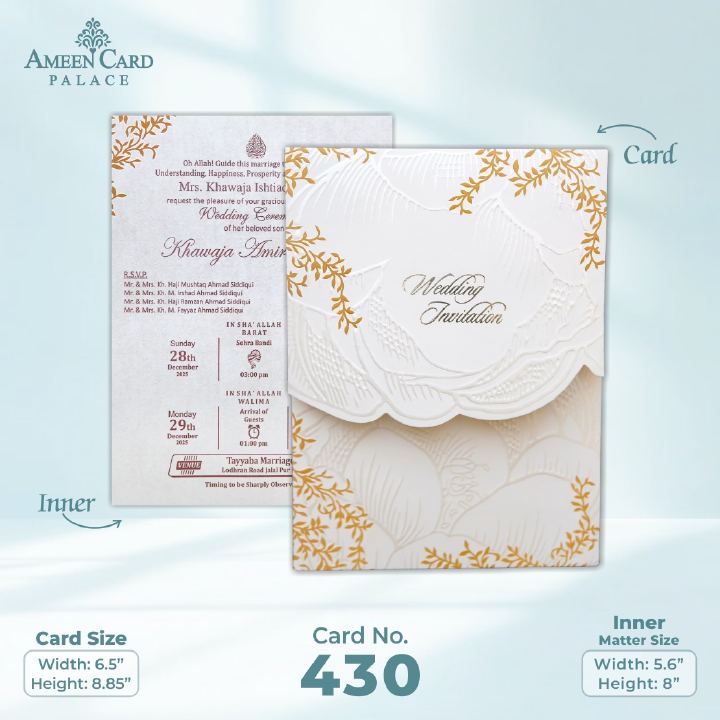 AMEEN CARD
PALACE
Card
Oh Allah! Guide this marriage
Understanding, Happiness, Prosperity
Mrs. Khawaja
request the pleasure of your
Wedding
of her beloved son
Khawaja Amir
R.S.V.P.
Mr. & Mrs. Kh. Haji Mushtaq Ahmad Siddiqui
Mr. & Mrs. Kh. M. Irshad Ahmad Siddiqui
Mr. & Mrs. Kh. Haji Ramzan Ahmad Siddiqui
Mr. & Mrs. Kh. M. Fayyaz Ahmad Siddiqui
IN SHA' ALLAH
BARAT
Sunday
28th
December
2025
Sehra Bandi
03:00 pm
IN SHA' ALLAH
WALIMA
Monday
29th
December
2025
Arrival of
Guests
01:00 pm
VENUE
Tayyaba Marriage
Lodhran Road Jalal
Timing to be Sharply
Wedding
Invitation
Inner
Card Size
Width: 6.5”
Height: 8.85”
Card No.
430
Inner
Matter Size
Width: 5.6”
Height: 8”